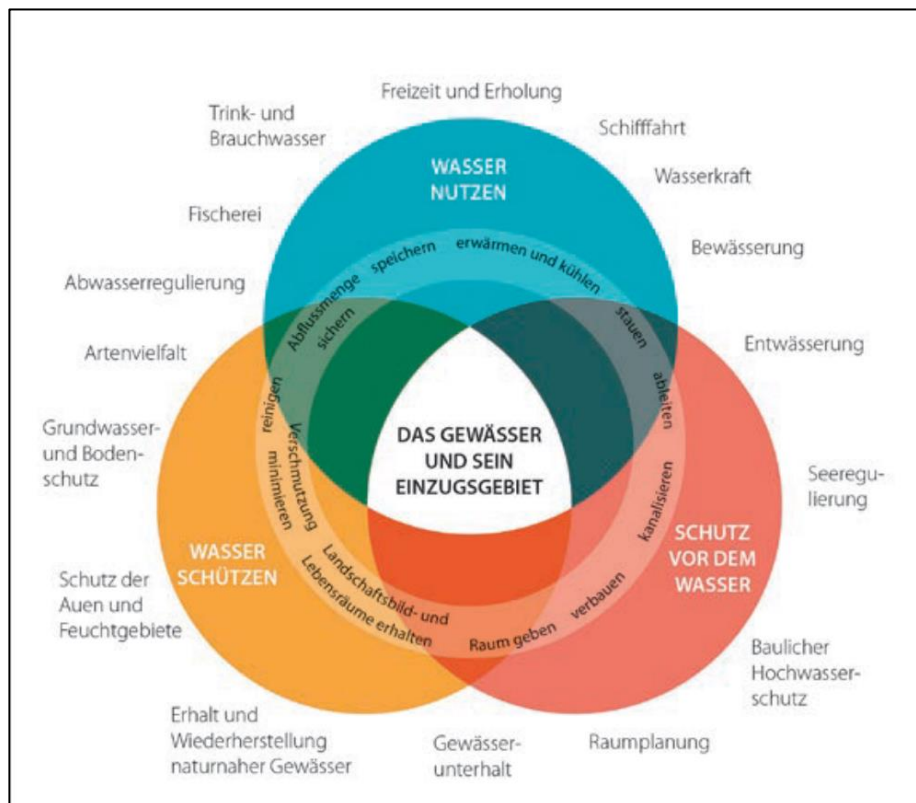 Freizeit und Erholung
Trink- und
Brauchwasser
Schifffahrt
WASSER
NUTZEN
Wasserkraft
Fischerei
Bewässerung
speichern
erwärmen und kühlen
Abwasserregulierung
Abflussmenge
sichern
stauen
Artenvielfalt
Entwässerung
reinigen
ableiten
Grundwasser-
und Boden-
schutz
DAS GEWÄSSER
UND SEIN
EINZUGSGEBIET
Verschmutzung
minimieren
kanalisieren
Seeregu-
lierung
WASSER
SCHÜTZEN
SCHUTZ
VOR DEM
WASSER
Schutz der
Auen und
Feuchtgebiete
Landschaftsbild- und
Lebensräume erhalten
Raum geben
verbauen
Baulicher
Hochwasser-
schutz
Erhalt und
Wiederherstellung
naturnaher Gewässer
Gewässer-
unterhalt
Raumplanung